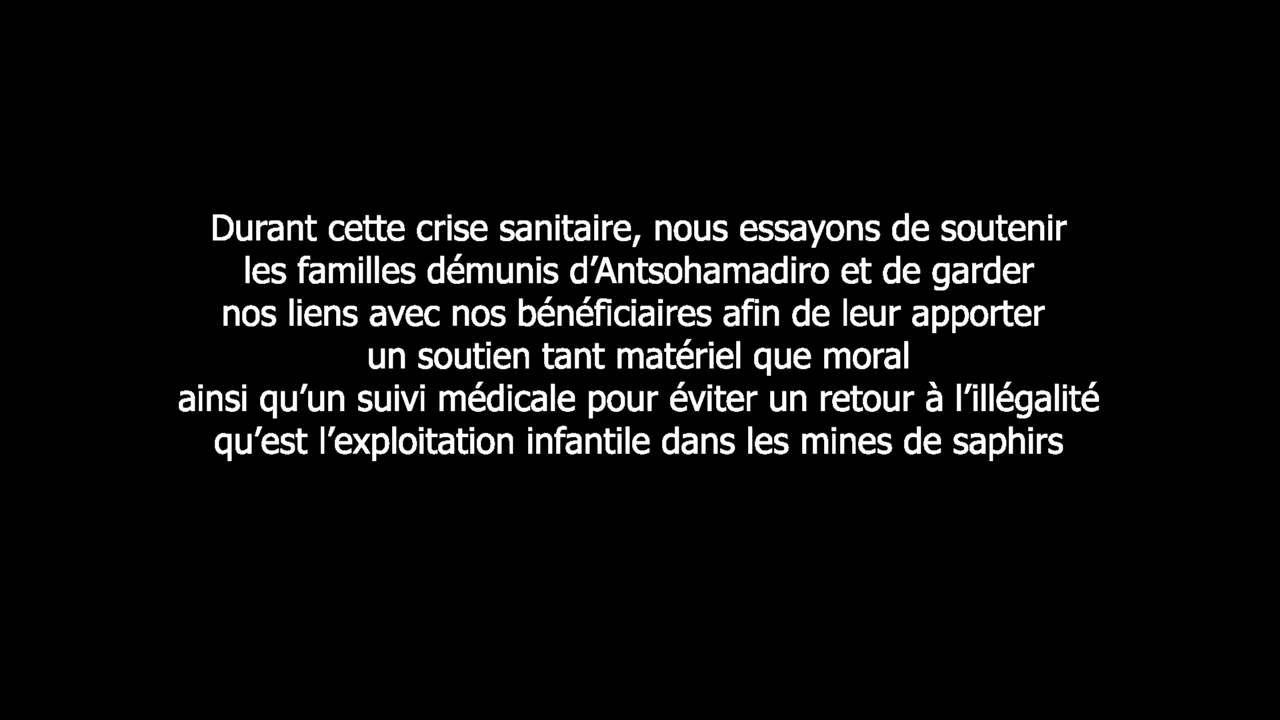 Durant cette crise sanitaire, nous essayons de soutenir
les familles démunis d’Antsohamadiro et de garder
nos liens avec nos bénéficiaires afin de leur apporter
un soutien tant matériel que moral
ainsi qu’un suivi médicale pour éviter un retour à l’illégalité
qu’est l’exploitation infantile dans les mines de saphirs